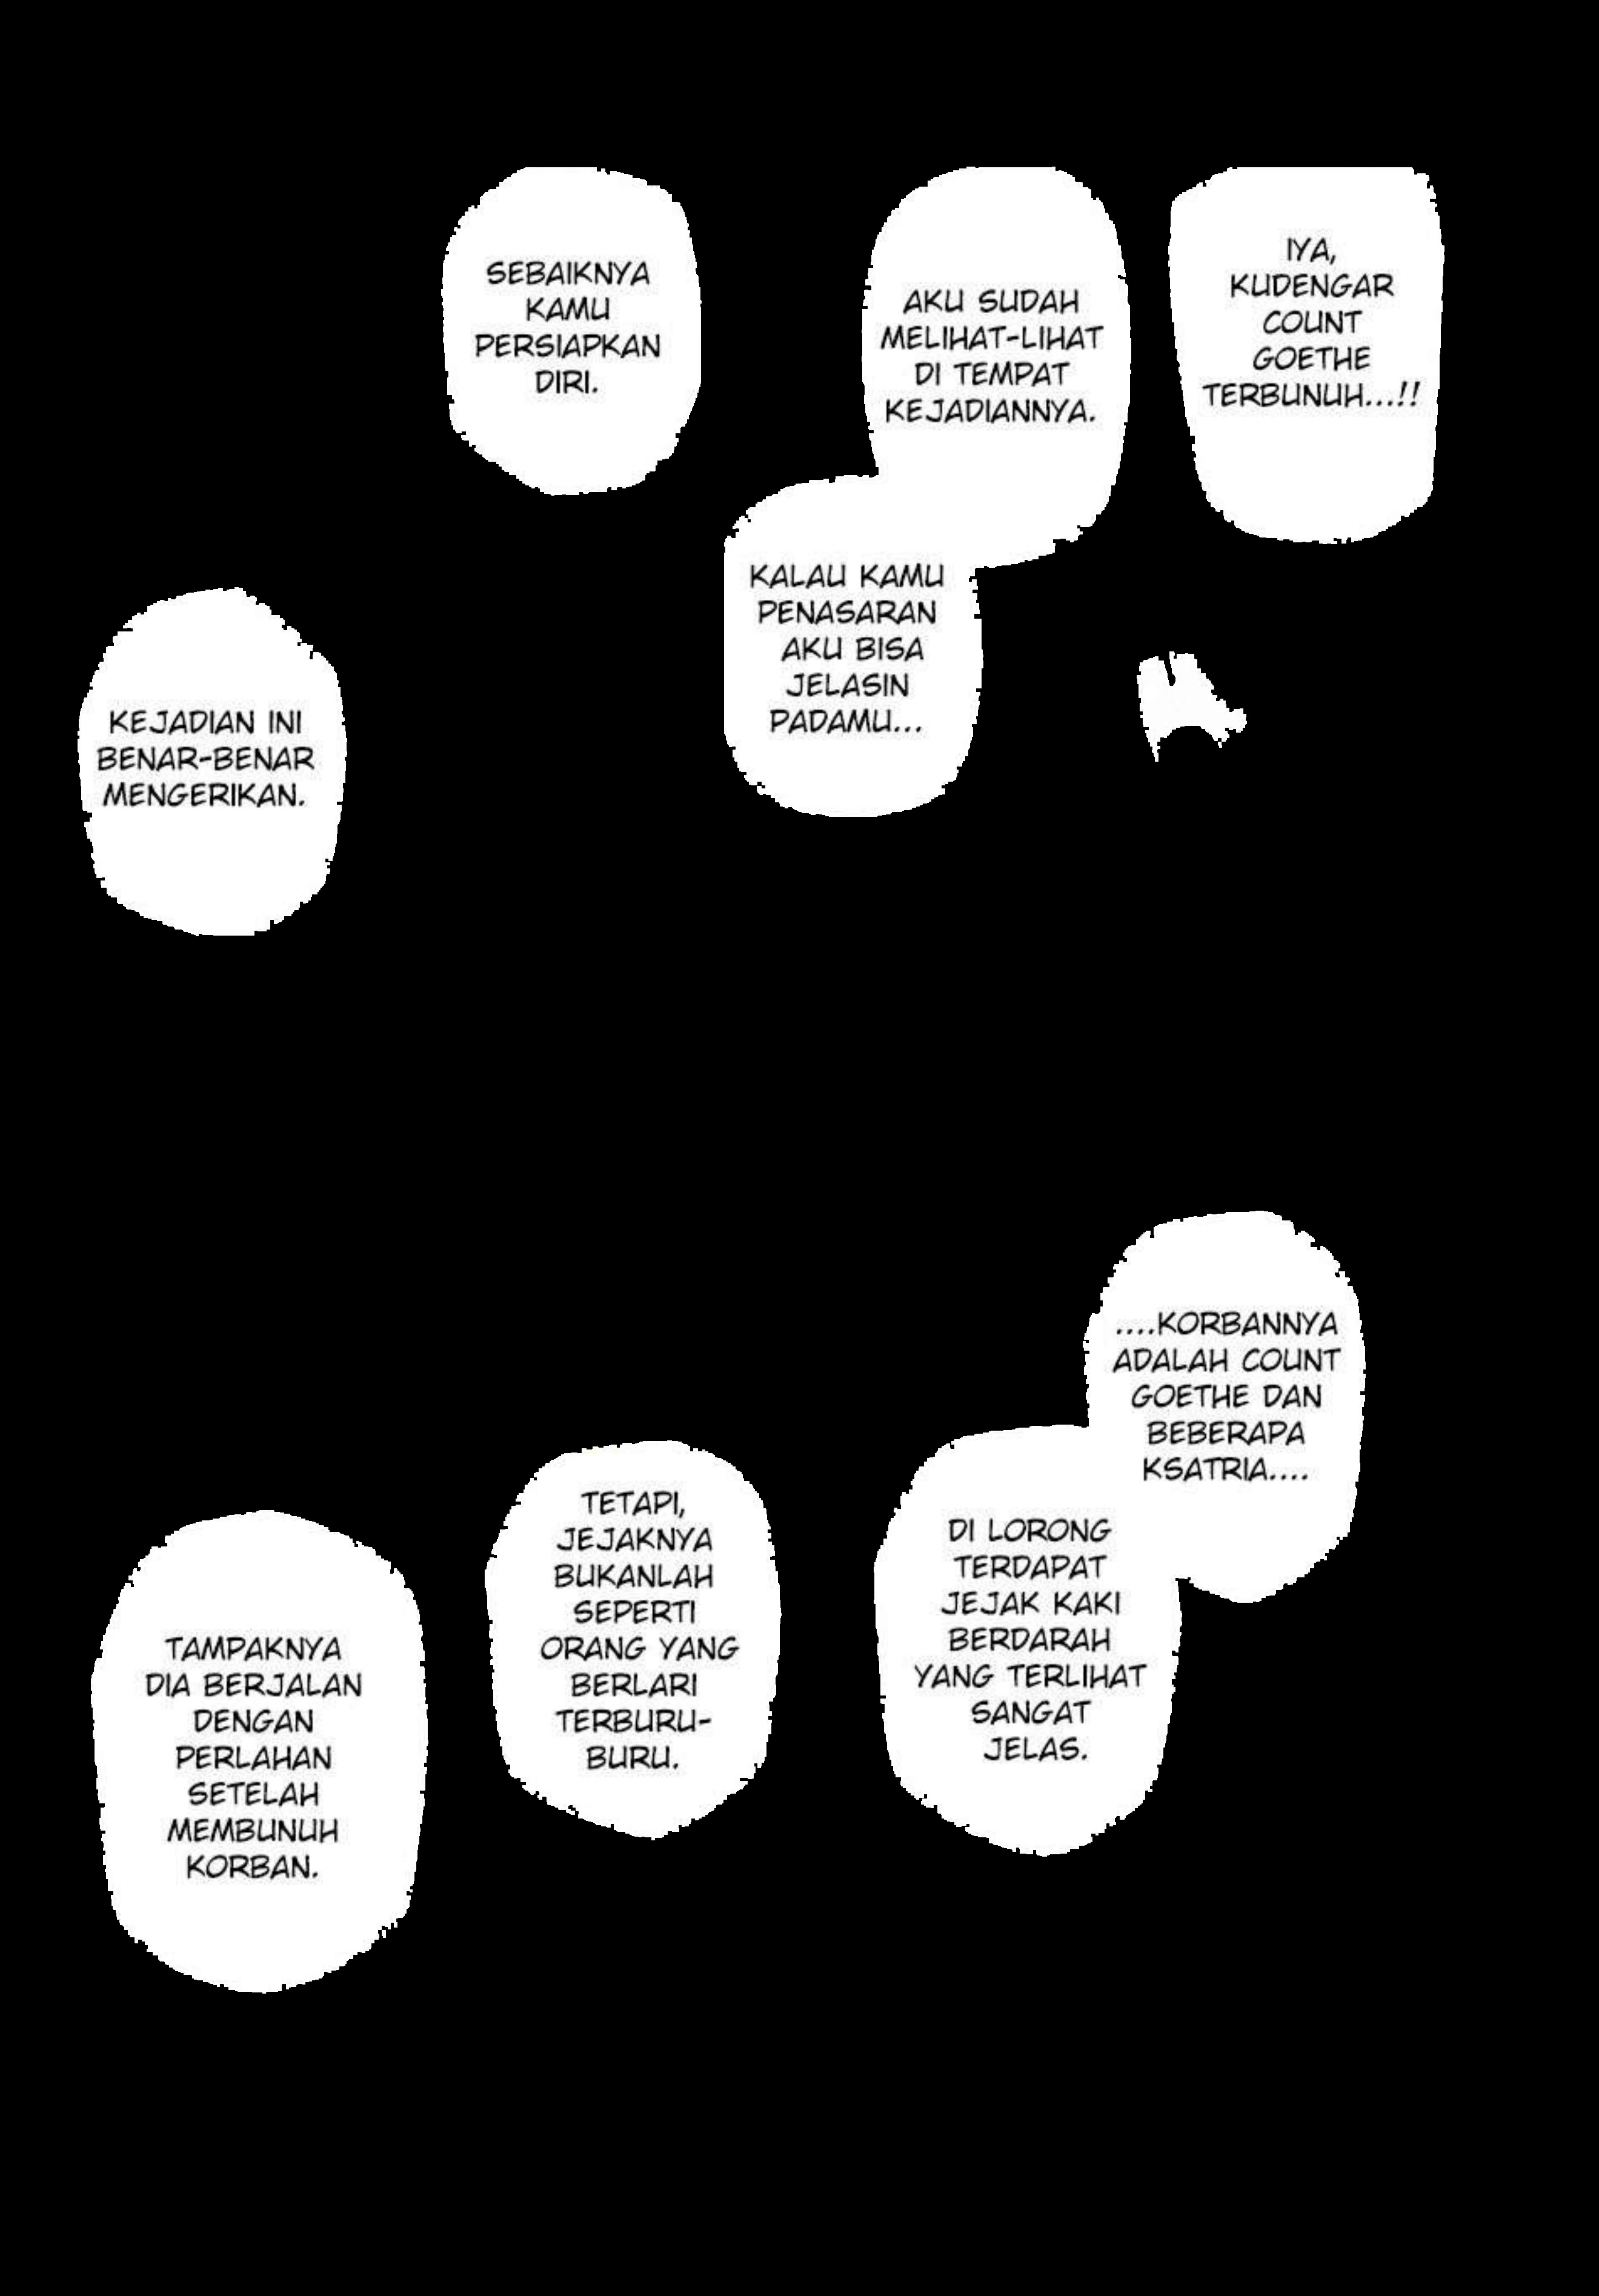 IYA,
KUDENGAR
COUNT
GOETHE
TERBUNUH...!!
AKU SUDAH
MELIHAT-LIHAT
DI TEMPAT
KEJADIANNYA.
KALAU KAMU
PENASARAN
AKU BISA
JELASIN
PADAMU...
SEBAIKNYA
KAMU
PERSIAPKAN
DIRI.
KEJADIAN INI
BENAR-BENAR
MENGERIKAN.
....KORBANNYA
ADALAH COUNT
GOETHE DAN
BEBERAPA
KSATRIA....
DI LORONG
TERDAPAT
JEJAK KAKI
BERDARAH
YANG TERLIHAT
SANGAT
JELAS.
TETAPI,
JEJAKNYA
BUKANLAH
SEPERTI
ORANG YANG
BERLARI
TERBURU-
BURU.
TAMPAKNYA
DIA BERJALAN
DENGAN
PERLAHAN
SETELAH
MEMBUNUH
KORBAN.